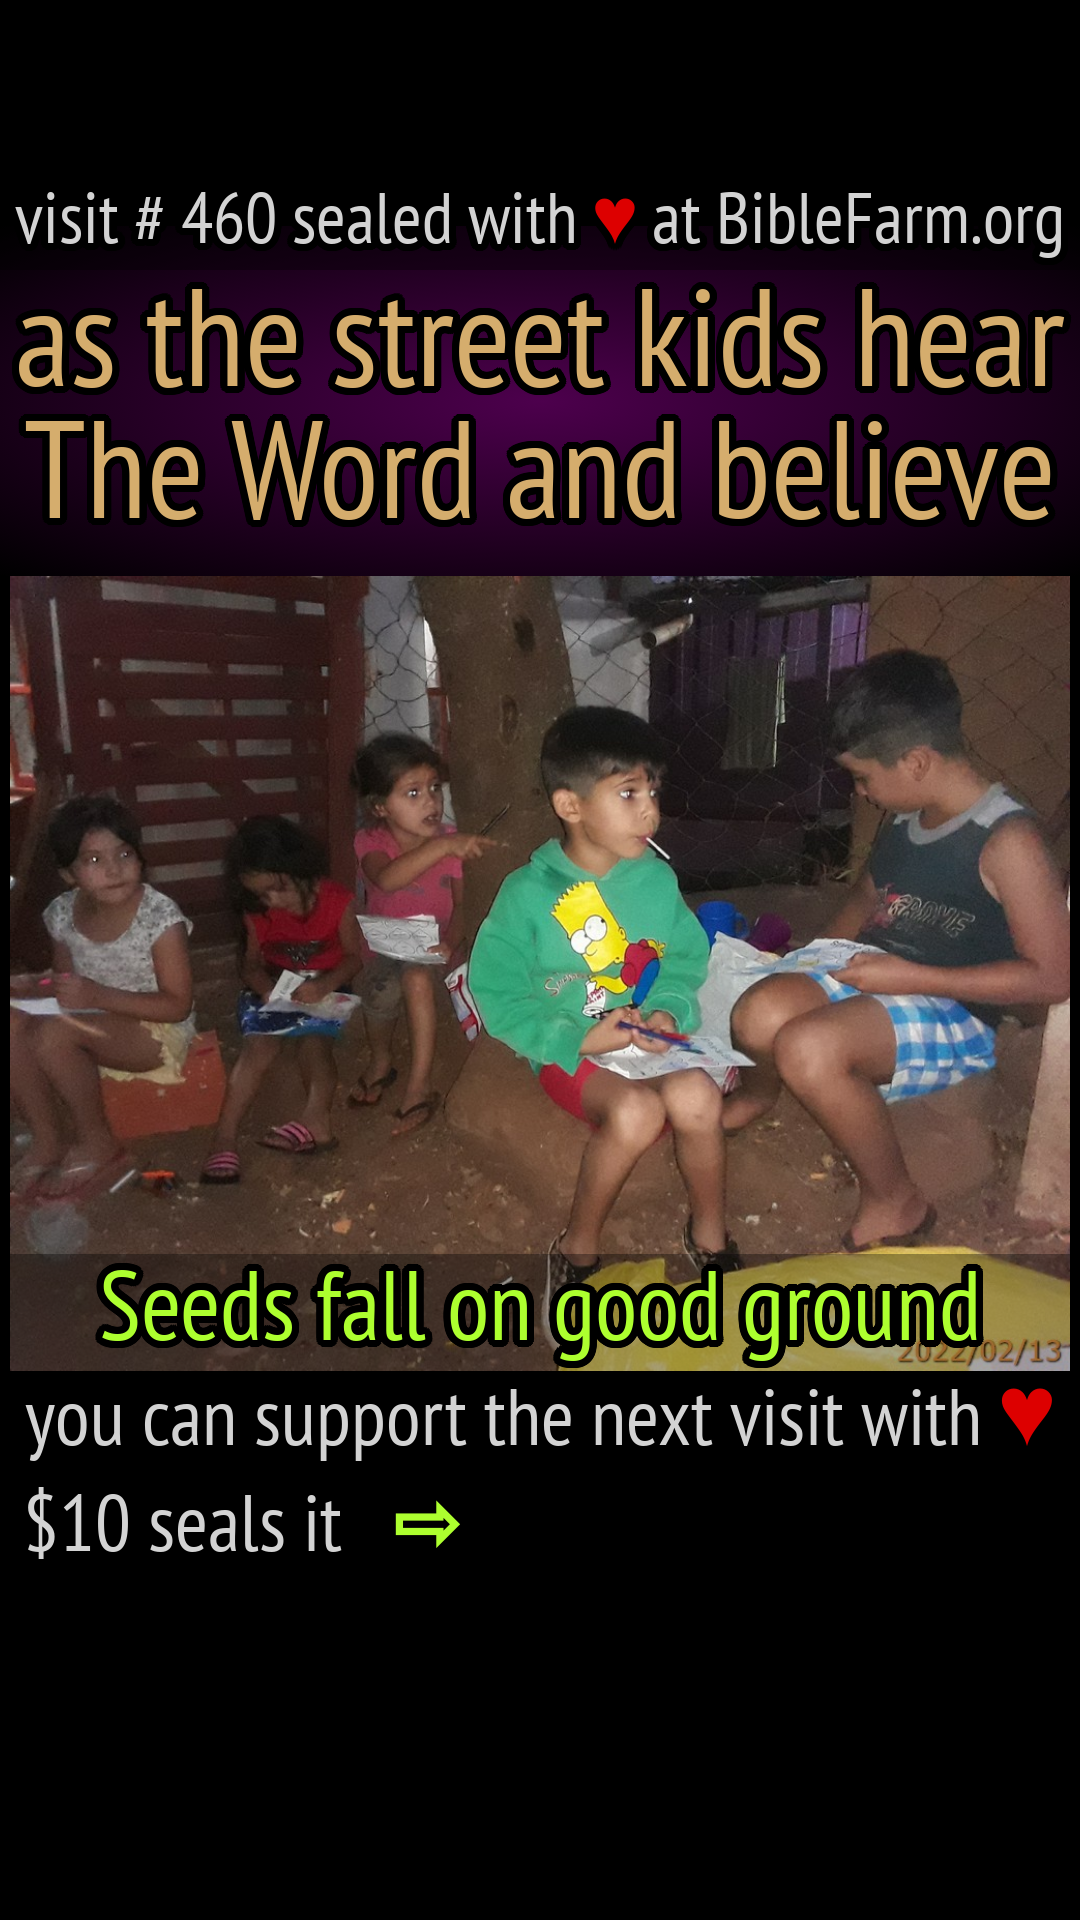 visit # 460 sealed with ♥ at BibleFarm.org
as the street kids hear
The Word and believe
Seeds fall on good ground
2022/02/13
you can support the next visit with ♥
$10 seals it ⇨